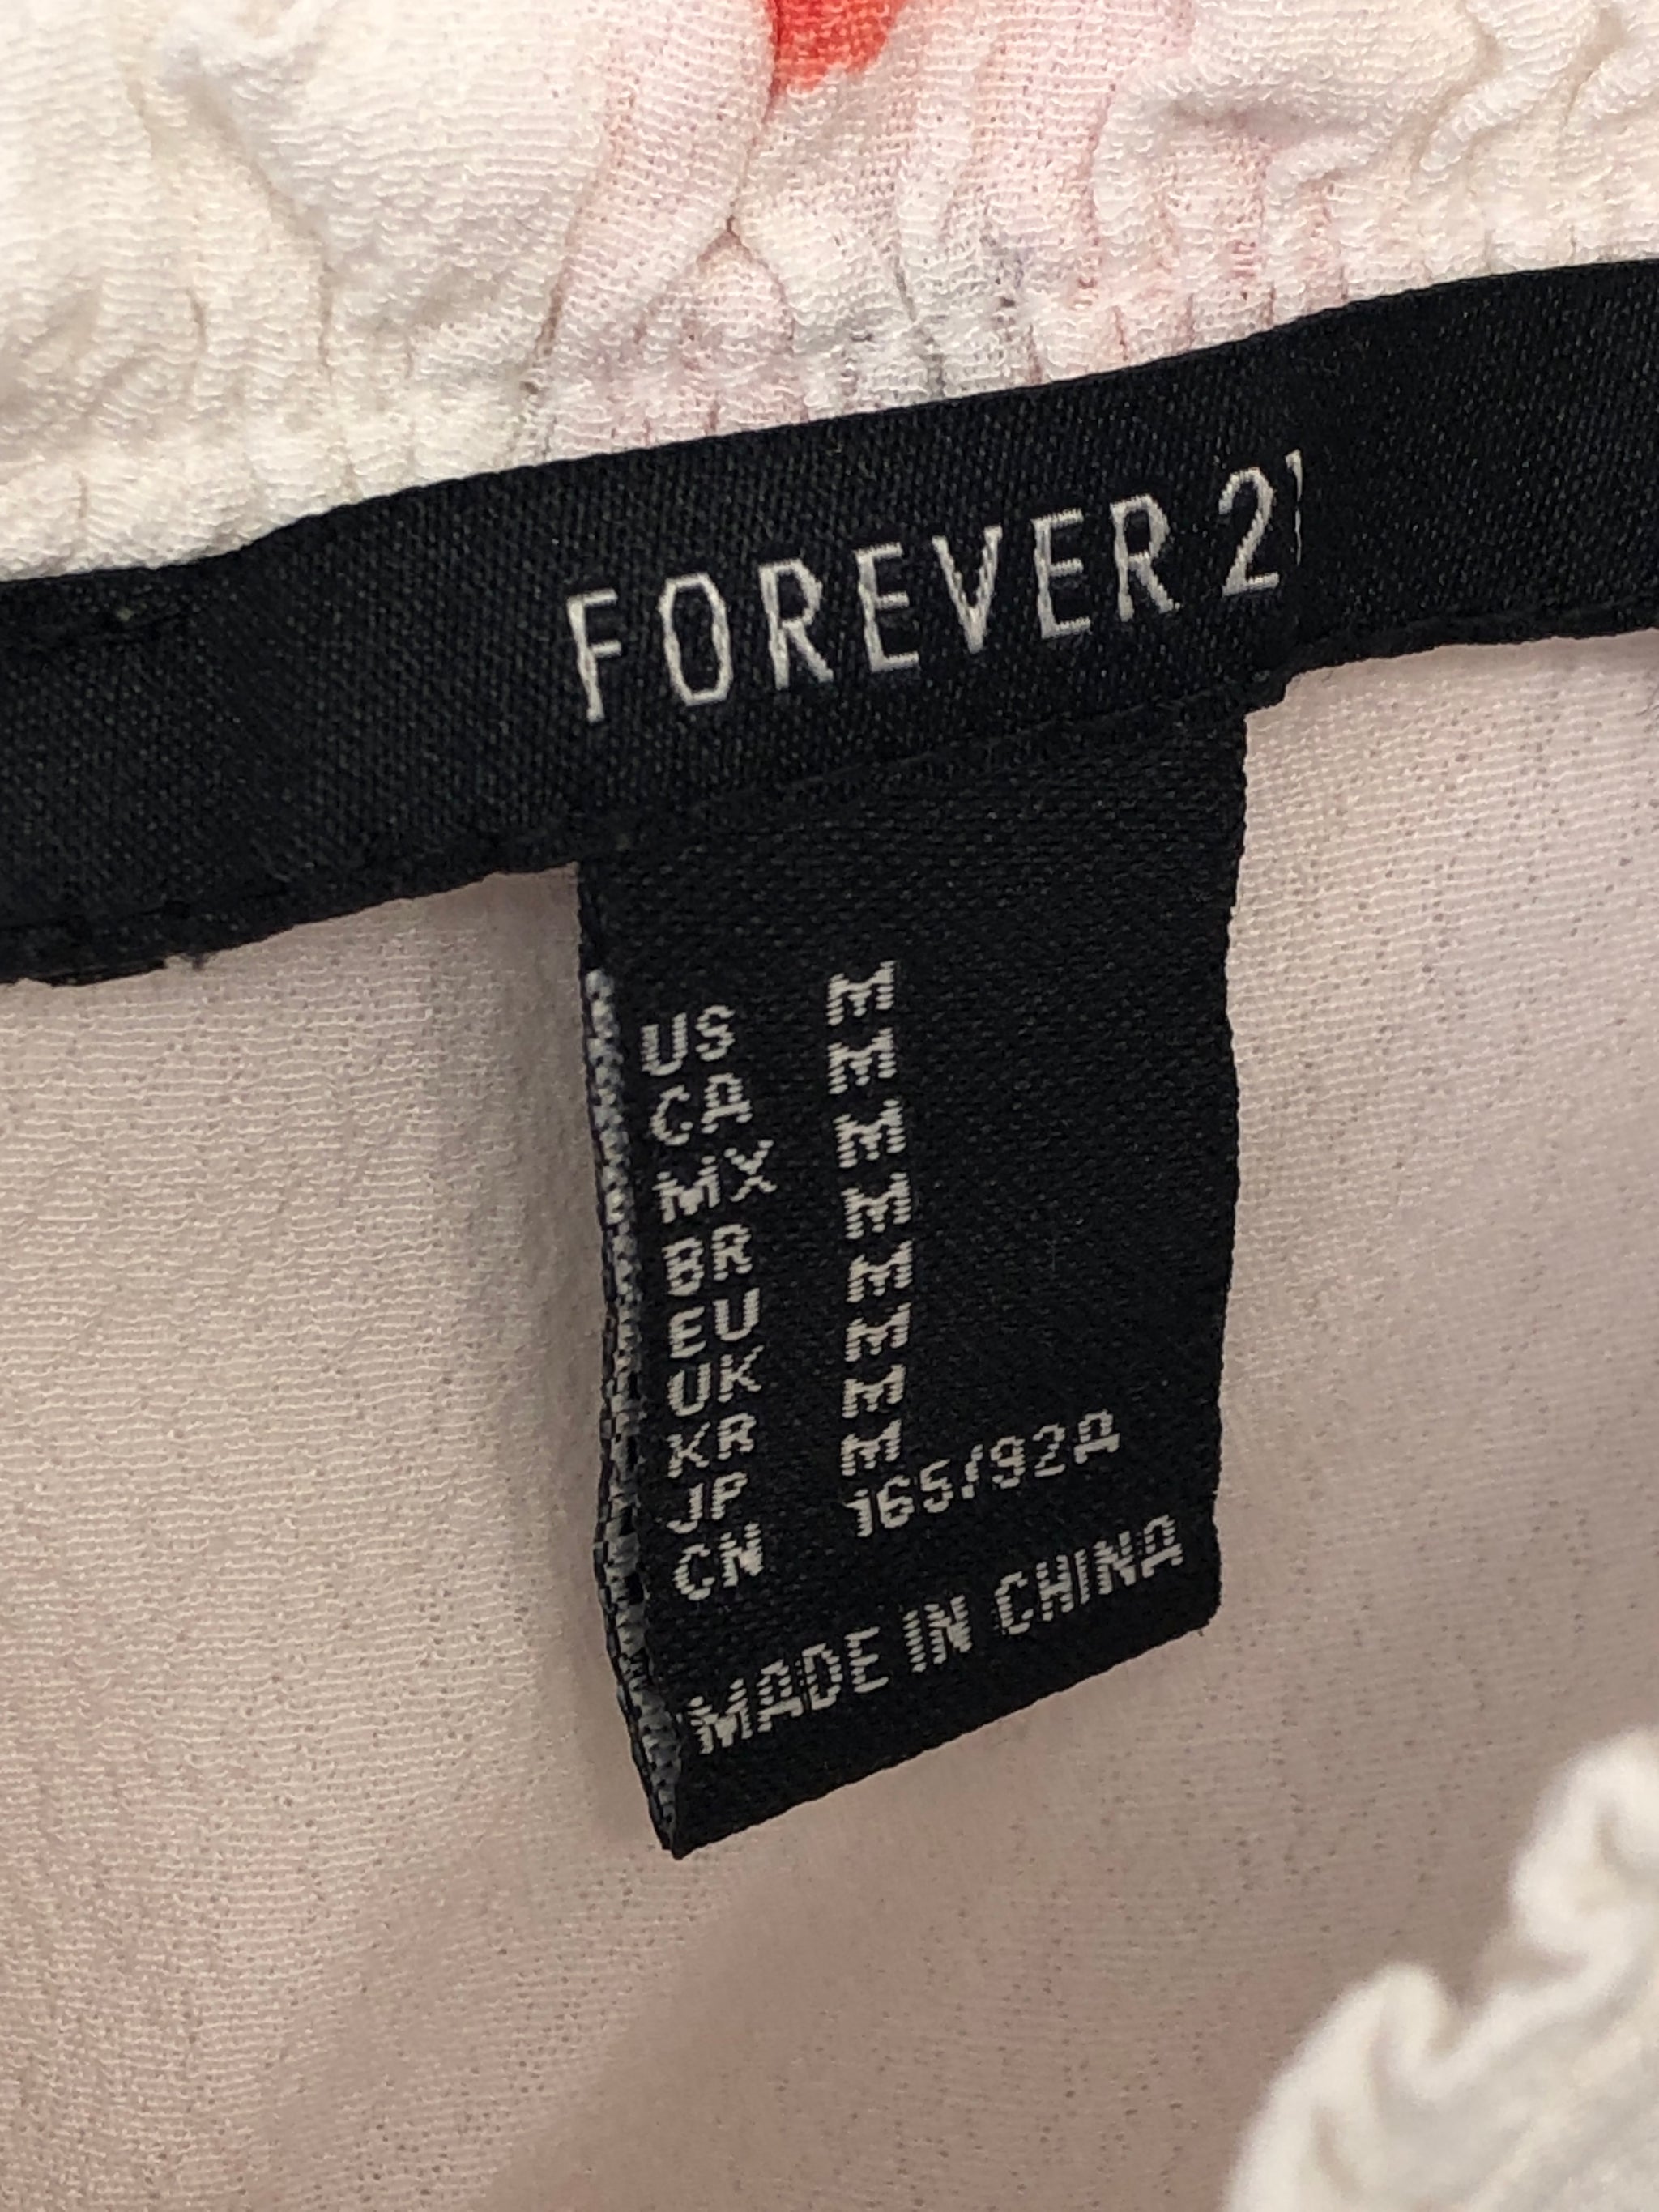 FOREVER 21
US M
CA M
MX M
BR M
EU M
UK M
KR M
JP M
CN 165/92A
MADE IN CHINA